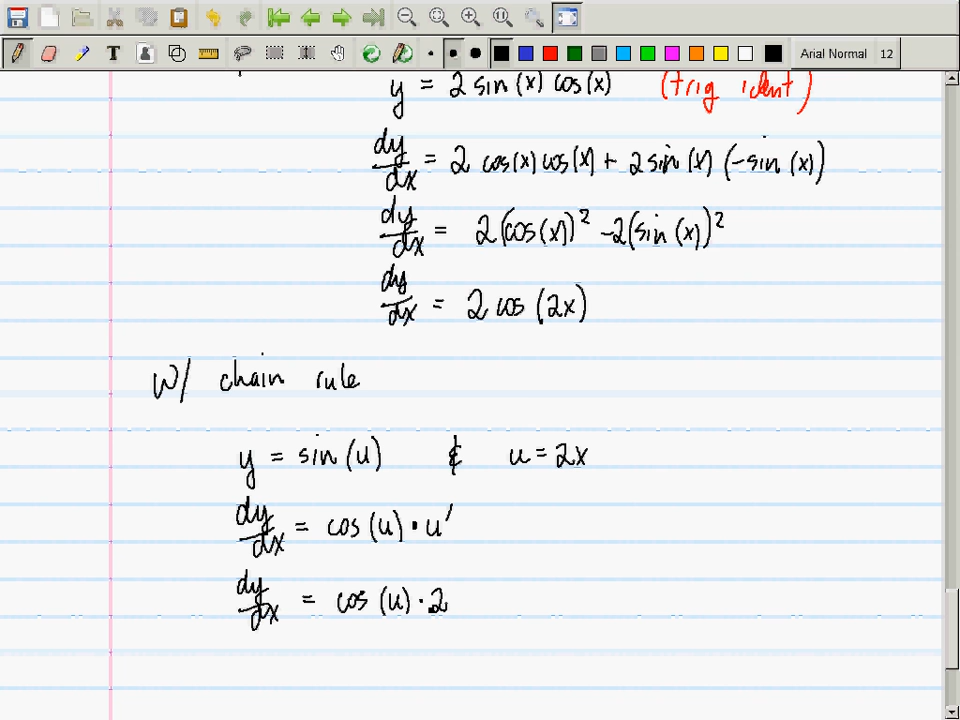 Arial Normal 12
y = 2 sin(x) cos(x) (trig ident)
dy/dx = 2 cos(x) cos(x) + 2 sin(x) (-sin(x))
dy/dx = 2(cos(x))² -2(sin(x))²
dy/dx = 2 cos(2x)
W/ chain rule
y = sin(u) & u = 2x
dy/dx = cos(u) · u'
dy/dx = cos(u) · 2